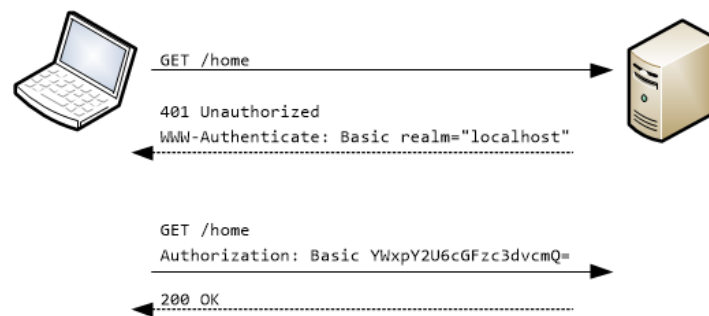 GET /home
401 Unauthorized
WWW-Authenticate: Basic realm="localhost"
GET /home
Authorization: Basic YWxpY2U6cGFzc3dvcmQ=
200 OK